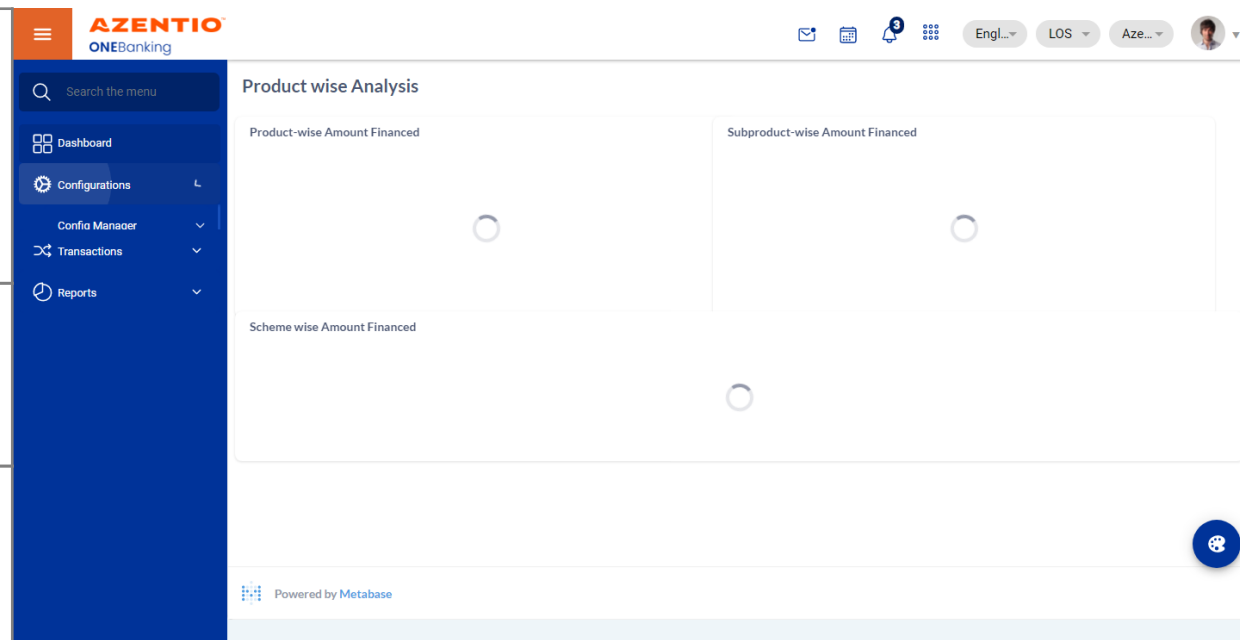 AZENTIO
ONEBanking
3
Engl...
LOS
Aze...
Search the menu
Dashboard
Configurations
Config Manager
Transactions
Reports
Product wise Analysis
Product-wise Amount Financed
Subproduct-wise Amount Financed
Scheme wise Amount Financed
Powered by Metabase